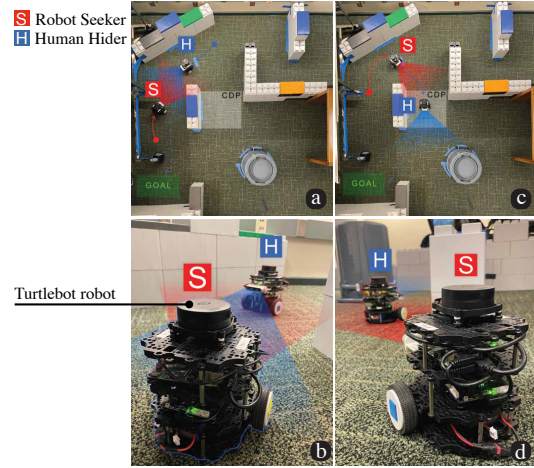 S Robot Seeker
H Human Hider
H
S
CDP
GOAL
a
S
H
CDP
GOAL
c
Turtlebot robot
S
H
b
H
S
d